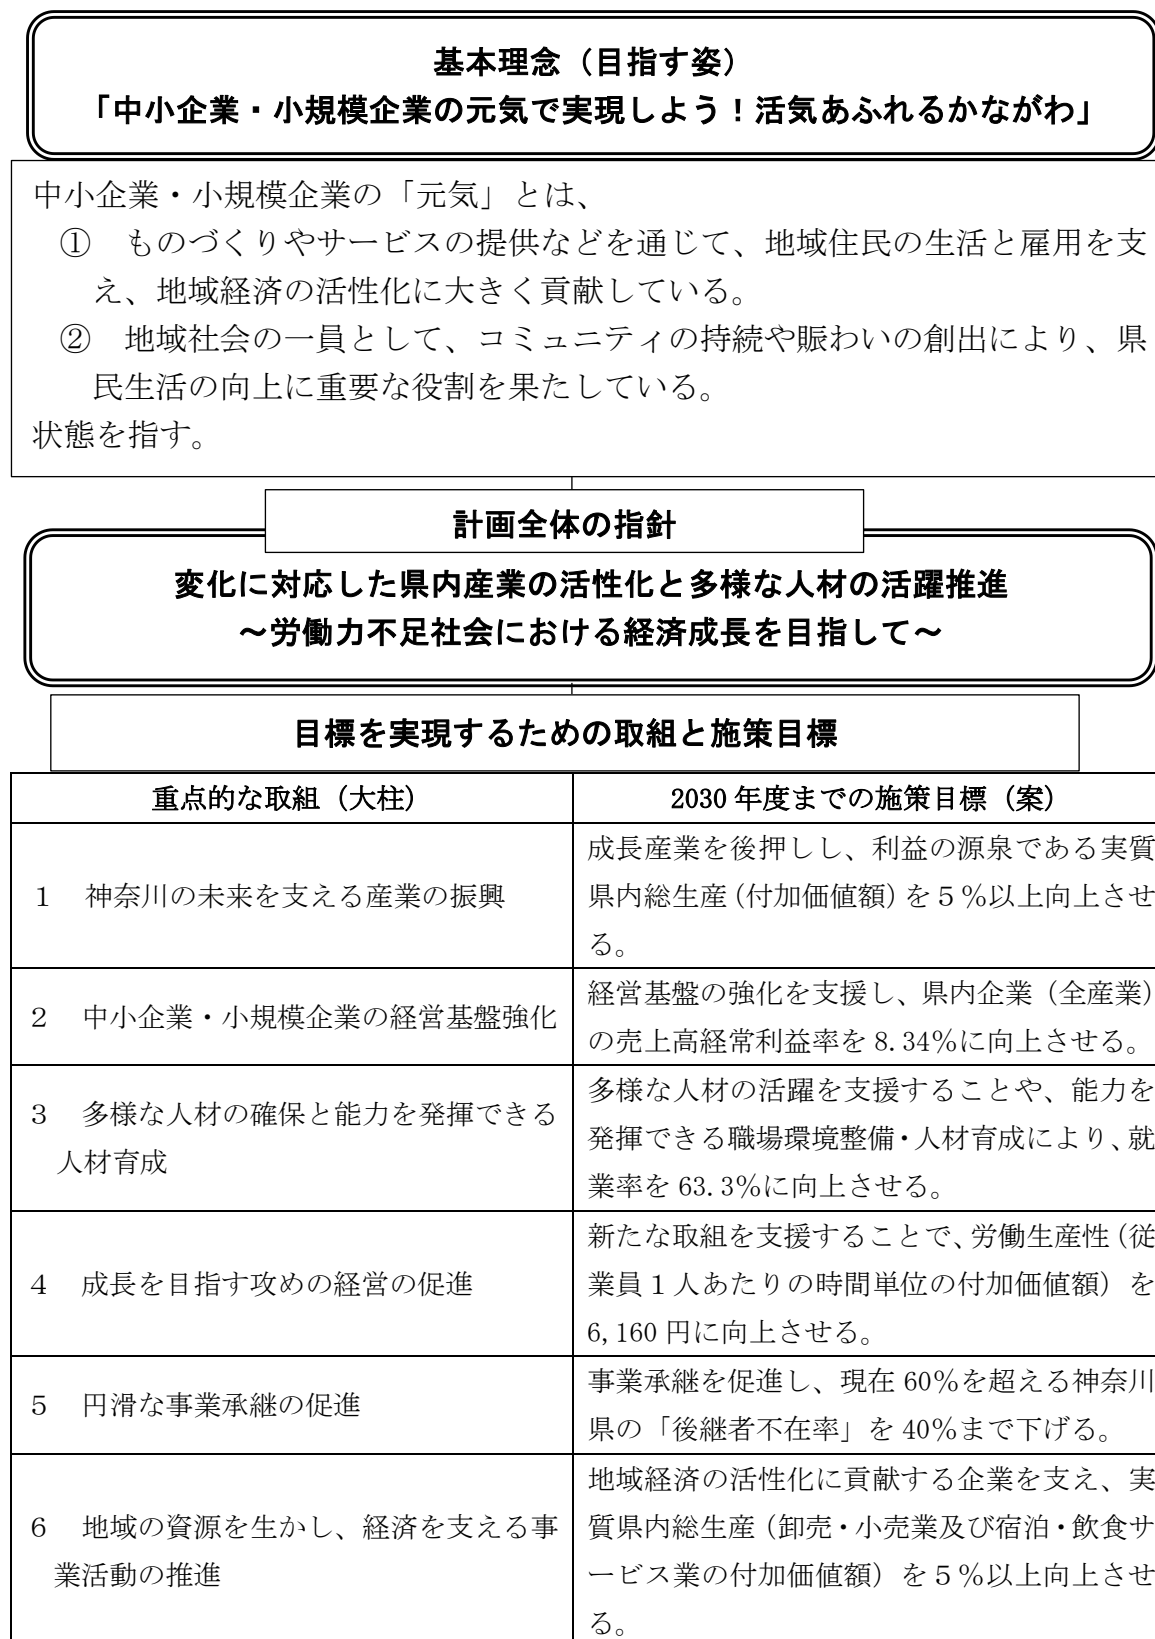 基本理念（目指す姿）
「中小企業・小規模企業の元気で実現しよう！活気あふれるかながわ」
中小企業・小規模企業の「元気」とは、
①　ものづくりやサービスの提供などを通じて、地域住民の生活と雇用を支
え、地域経済の活性化に大きく貢献している。
②　地域社会の一員として、コミュニティの持続や賑わいの創出により、県
民生活の向上に重要な役割を果たしている。
状態を指す。
計画全体の指針
変化に対応した県内産業の活性化と多様な人材の活躍推進
～労働力不足社会における経済成長を目指して～
目標を実現するための取組と施策目標
重点的な取組（大柱）
2030 年度までの施策目標（案）
１　神奈川の未来を支える産業の振興
成長産業を後押しし、利益の源泉である実質
県内総生産（付加価値額）を５％以上向上させ
る。
２　中小企業・小規模企業の経営基盤強化
経営基盤の強化を支援し、県内企業（全産業）
の売上高経常利益率を 8.34％に向上させる。
３　多様な人材の確保と能力を発揮できる
人材育成
多様な人材の活躍を支援することや、能力を
発揮できる職場環境整備・人材育成により、就
業率を 63.3％に向上させる。
４　成長を目指す攻めの経営の促進
新たな取組を支援することで、労働生産性（従
業員１人あたりの時間単位の付加価値額）を
6,160 円に向上させる。
５　円滑な事業承継の促進
事業承継を促進し、現在 60％を超える神奈川
県の「後継者不在率」を 40％まで下げる。
６　地域の資源を生かし、経済を支える事
業活動の推進
地域経済の活性化に貢献する企業を支え、実
質県内総生産（卸売・小売業及び宿泊・飲食サ
ービス業の付加価値額）を５％以上向上させ
る。